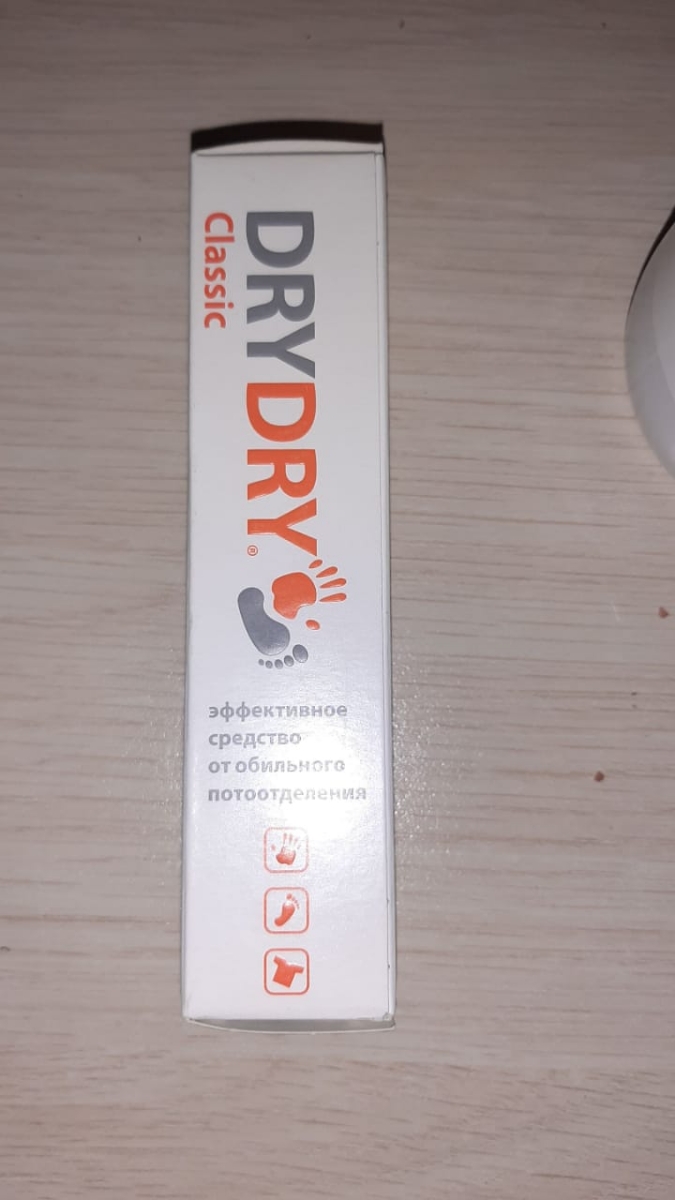 DRYDRY®
Classic
эффективное
средство
от обильного
потоотделения